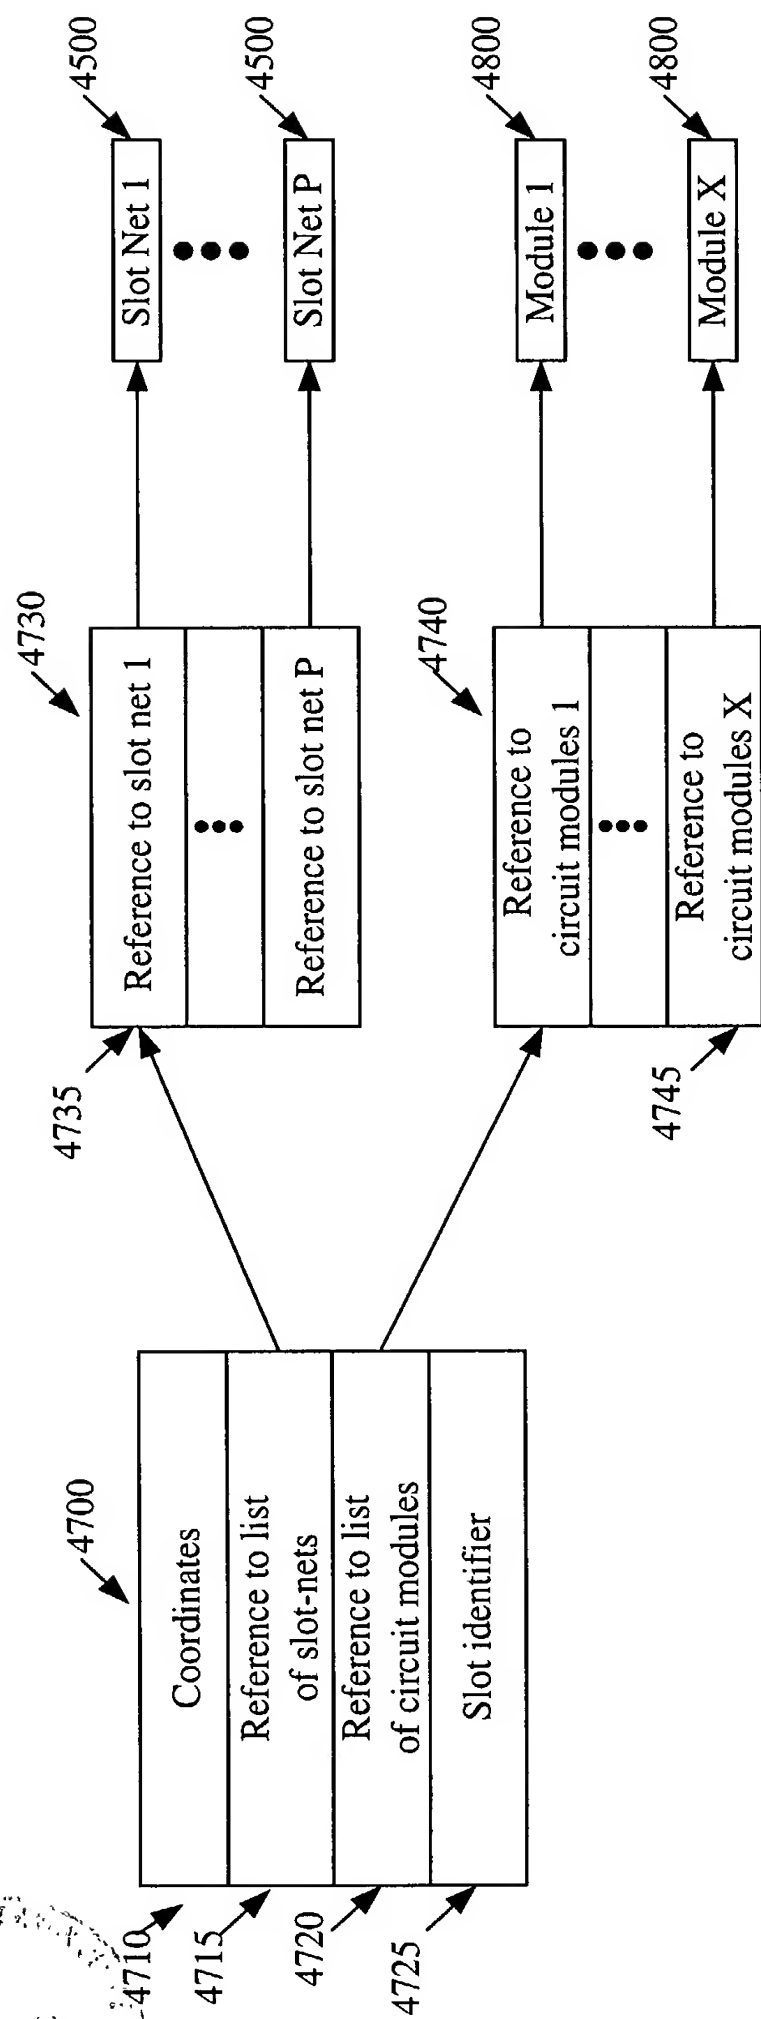 4700
4710
Coordinates
4715
Reference to list
of slot-nets
4720
Reference to list
of circuit modules
4725
Slot identifier
4730
4735
Reference to slot net 1
Reference to slot net P
4740
Reference to
circuit modules 1
4745
Reference to
circuit modules X
4500
Slot Net 1
4500
Slot Net P
4800
Module 1
4800
Module X